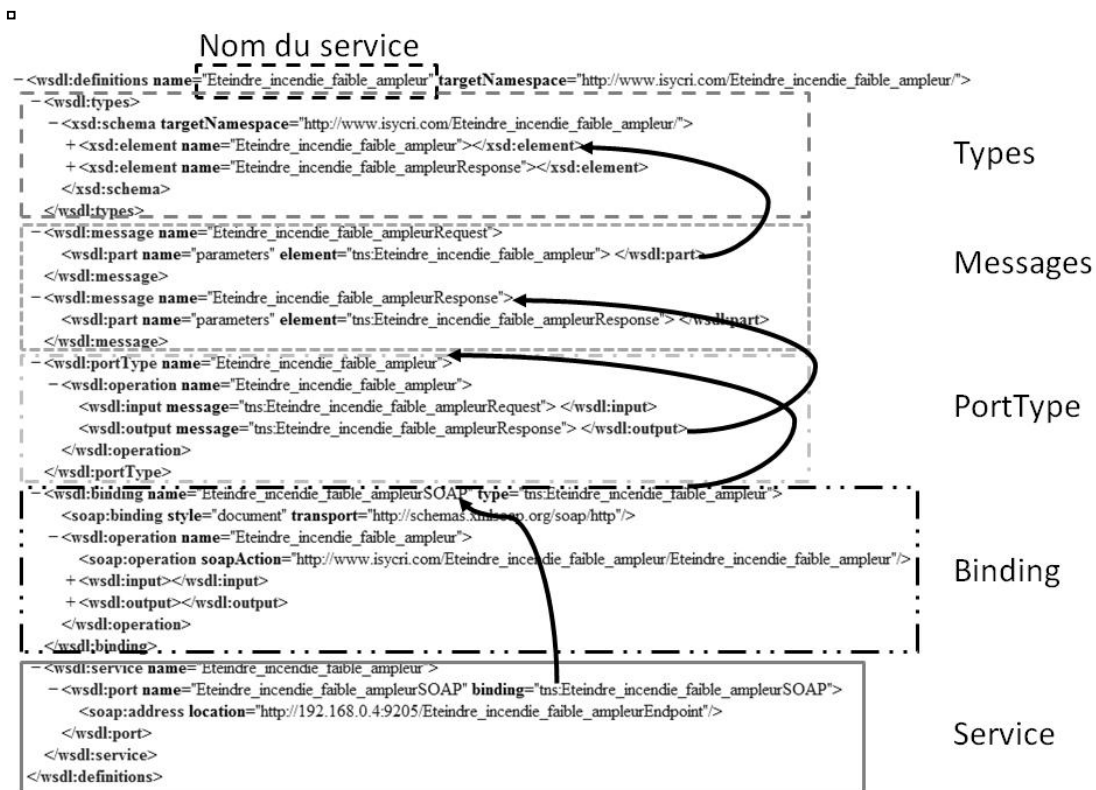 Nom du service
− <wsdl:definitions name="Eteindre_incendie_faible_ampleur" targetNamespace="http://www.isycri.com/Eteindre_incendie_faible_ampleur/">
− <wsdl:types>
− <xsd:schema targetNamespace="http://www.isycri.com/Eteindre_incendie_faible_ampleur/">
+ <xsd:element name="Eteindre_incendie_faible_ampleur"></xsd:element>
+ <xsd:element name="Eteindre_incendie_faible_ampleurResponse"></xsd:element>
</xsd:schema>
</wsdl:types>
Types
− <wsdl:message name="Eteindre_incendie_faible_ampleurRequest">
<wsdl:part name="parameters" element="tns:Eteindre_incendie_faible_ampleur"> </wsdl:part>
</wsdl:message>
− <wsdl:message name="Eteindre_incendie_faible_ampleurResponse">
<wsdl:part name="parameters" element="tns:Eteindre_incendie_faible_ampleurResponse"> </wsdl:part>
</wsdl:message>
Messages
− <wsdl:portType name="Eteindre_incendie_faible_ampleur">
− <wsdl:operation name="Eteindre_incendie_faible_ampleur">
<wsdl:input message="tns:Eteindre_incendie_faible_ampleurRequest"> </wsdl:input>
<wsdl:output message="tns:Eteindre_incendie_faible_ampleurResponse"> </wsdl:output>
</wsdl:operation>
</wsdl:portType>
PortType
− <wsdl:binding name="Eteindre_incendie_faible_ampleurSOAP" type="tns:Eteindre_incendie_faible_ampleur">
<soap:binding style="document" transport="http://schemas.xmlsoap.org/soap/http"/>
− <wsdl:operation name="Eteindre_incendie_faible_ampleur">
<soap:operation soapAction="http://www.isycri.com/Eteindre_incendie_faible_ampleur/Eteindre_incendie_faible_ampleur"/>
+ <wsdl:input></wsdl:input>
+ <wsdl:output></wsdl:output>
</wsdl:operation>
</wsdl:binding>
Binding
− <wsdl:service name="Eteindre_incendie_faible_ampleur">
− <wsdl:port name="Eteindre_incendie_faible_ampleurSOAP" binding="tns:Eteindre_incendie_faible_ampleurSOAP">
<soap:address location="http://192.168.0.4:9205/Eteindre_incendie_faible_ampleurEndpoint"/>
</wsdl:port>
</wsdl:service>
</wsdl:definitions>
Service